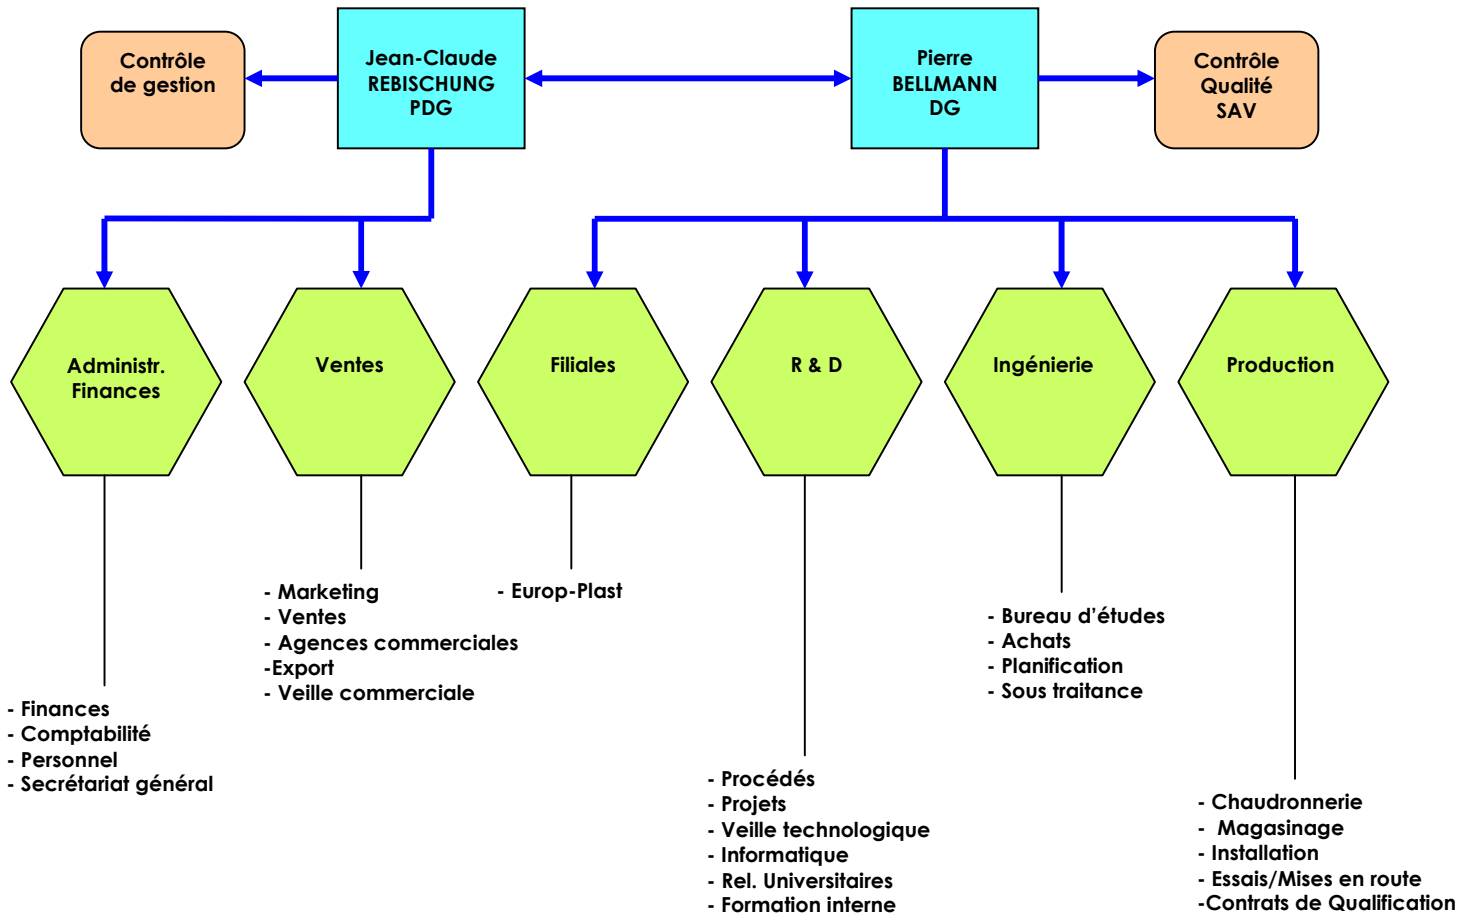 Contrôle
de gestion
Jean-Claude
REBISCHUNG
PDG
Pierre
BELLMANN
DG
Contrôle
Qualité
SAV
Administr.
Finances
Ventes
Filiales
R & D
Ingénierie
Production
- Finances
- Comptabilité
- Personnel
- Secrétariat général
- Marketing
- Ventes
- Agences commerciales
-Export
- Veille commerciale
- Europ-Plast
- Procédés
- Projets
- Veille technologique
- Informatique
- Rel. Universitaires
- Formation interne
- Bureau d'études
- Achats
- Planification
- Sous traitance
- Chaudronnerie
- Magasinage
- Installation
- Essais/Mises en route
-Contrats de Qualification